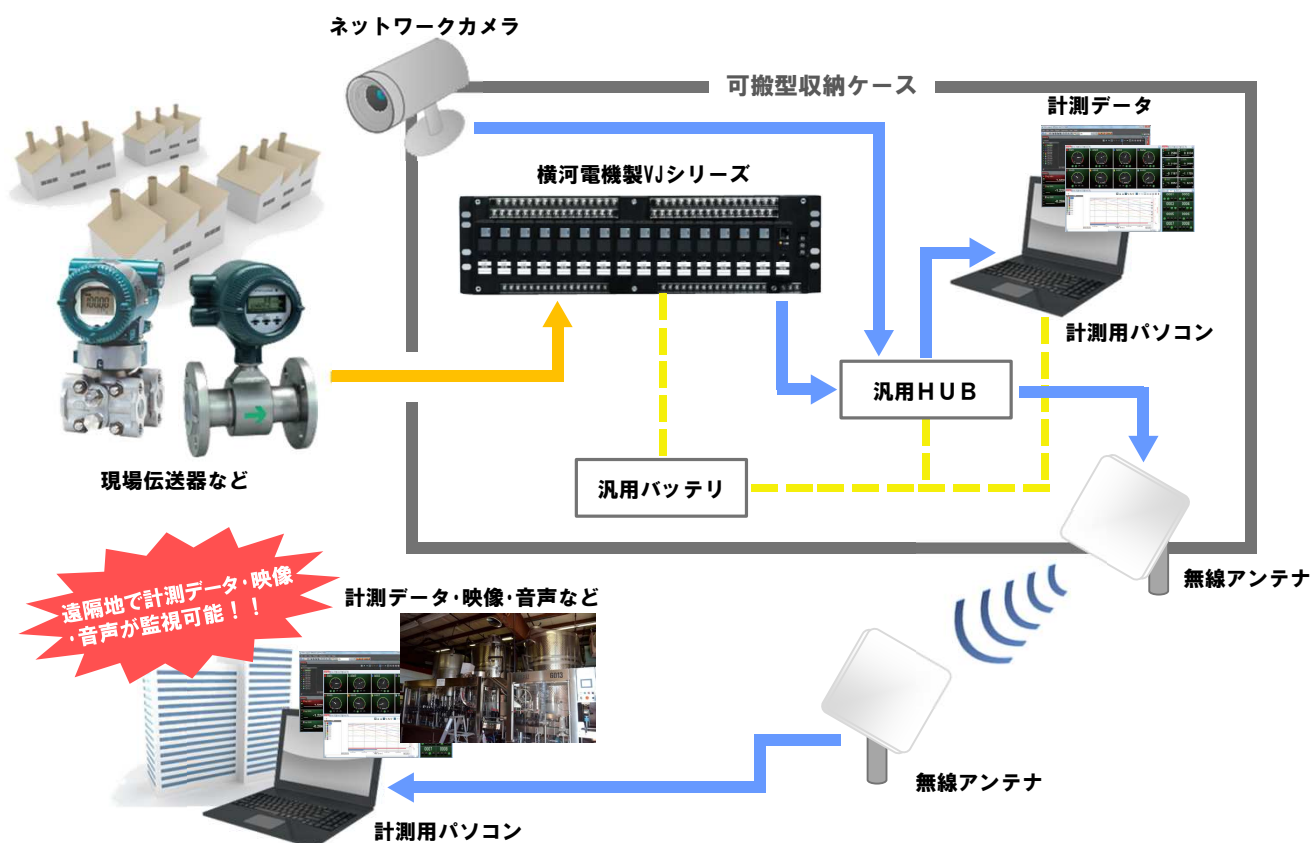 ネットワークカメラ
可搬型収納ケース
計測データ
横河電機製VJシリーズ
計測用パソコン
汎用HUB
現場伝送器など
汎用バッテリ
無線アンテナ
遠隔地で計測データ・映像
・音声が監視可能！！
計測データ・映像・音声など
無線アンテナ
計測用パソコン